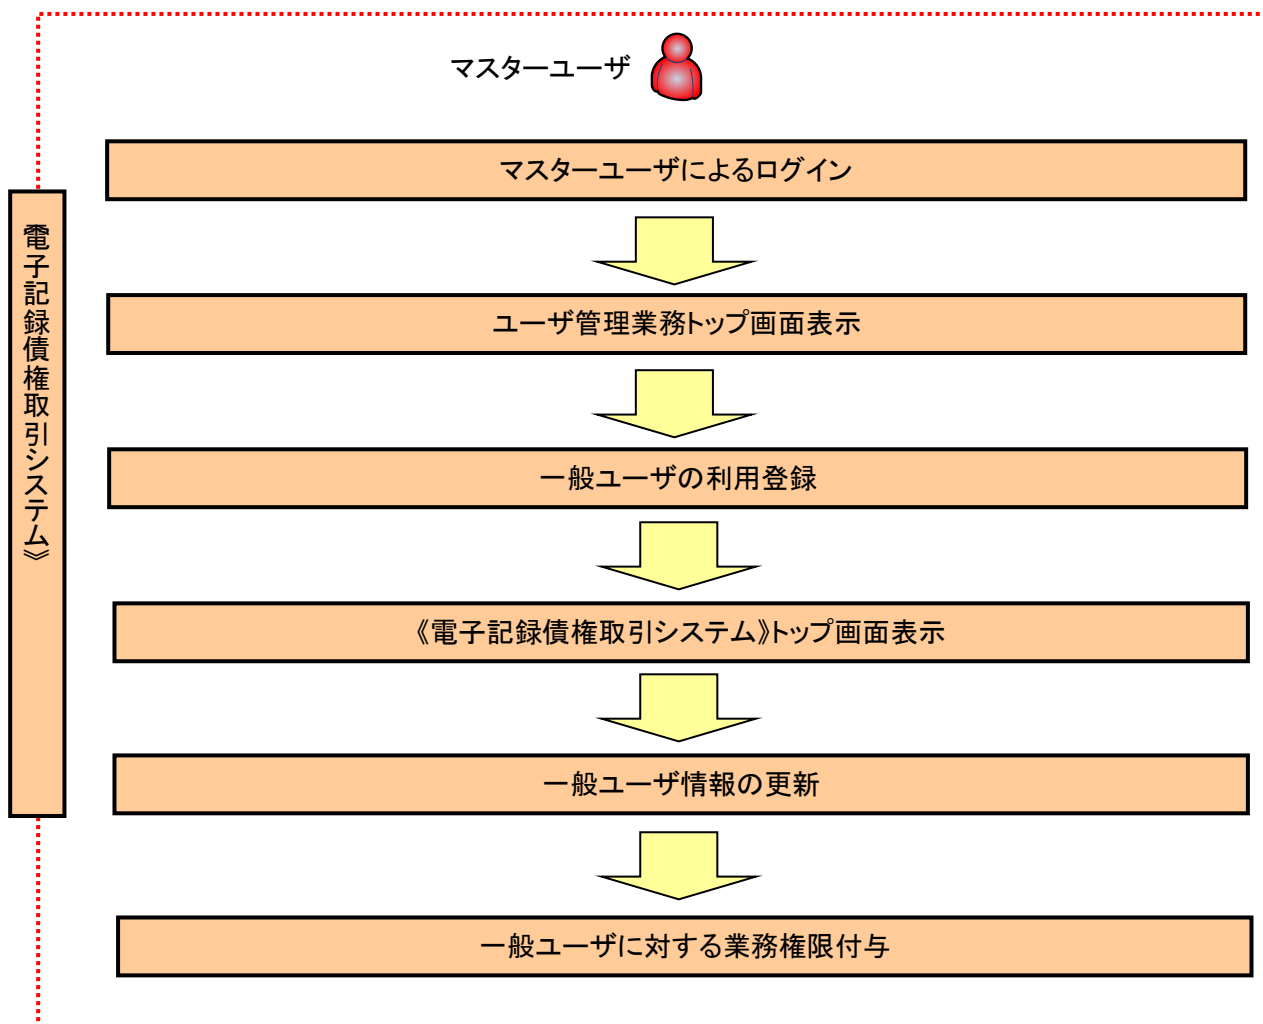 マスターユーザ
マスターユーザによるログイン
《電子記録債権取引システム》
ユーザ管理業務トップ画面表示
一般ユーザの利用登録
《電子記録債権取引システム》トップ画面表示
一般ユーザ情報の更新
一般ユーザに対する業務権限付与